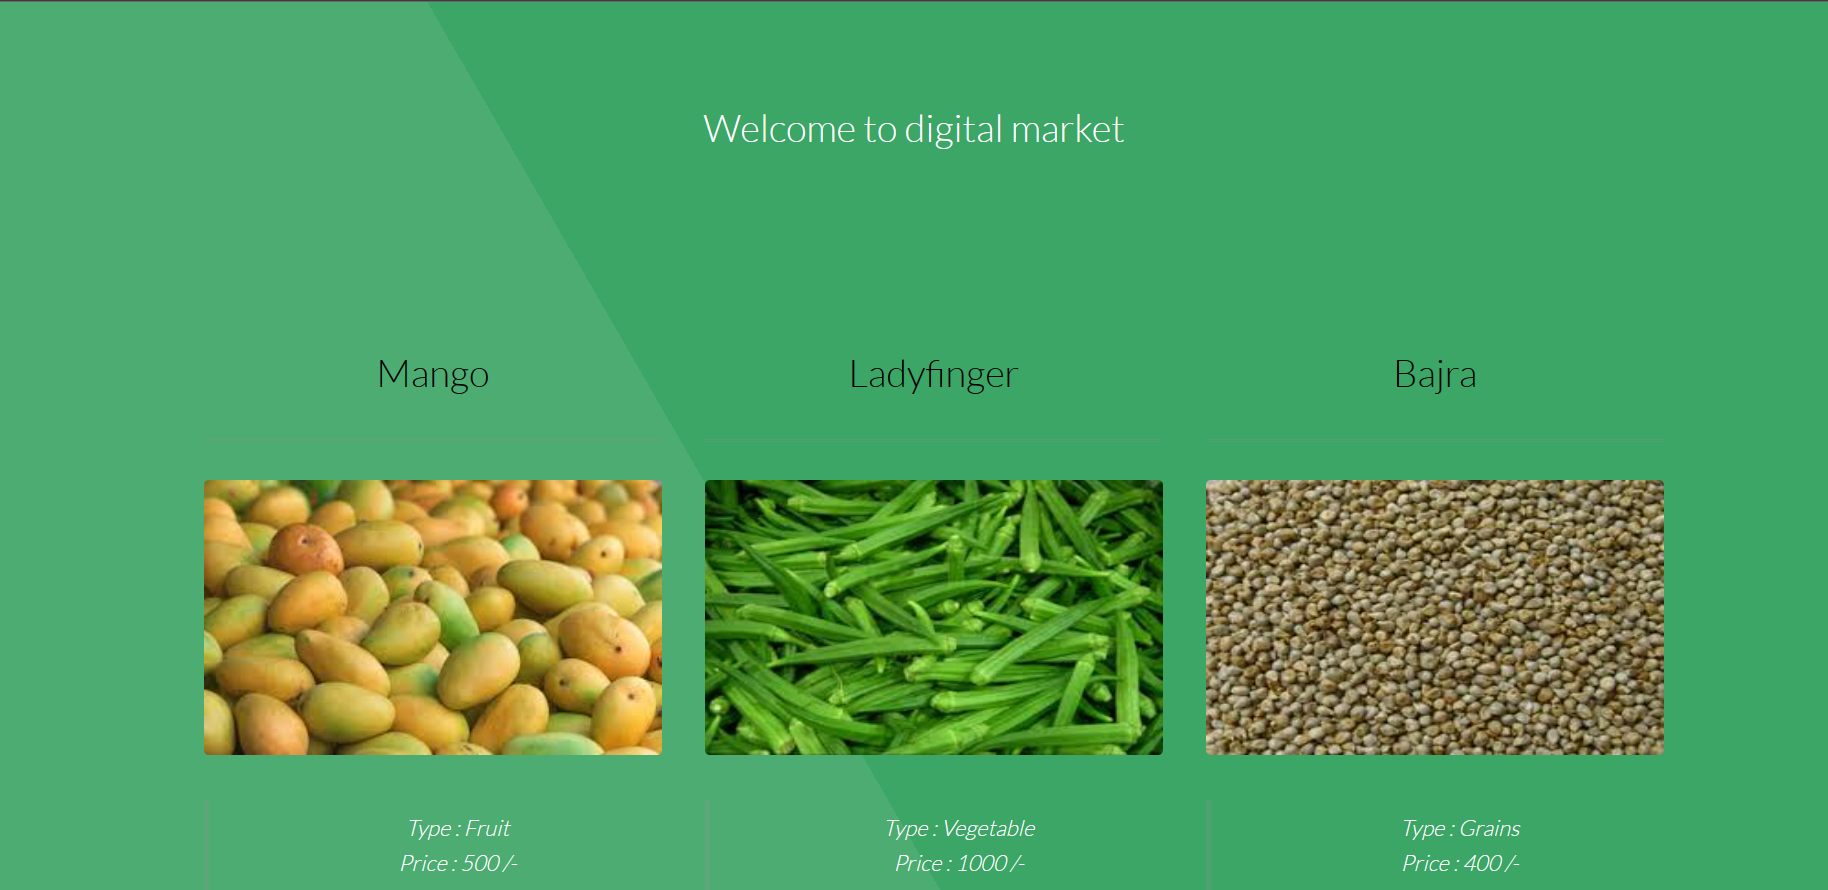 Welcome to digital market
Mango
Ladyfinger
Bajra
Type : Fruit
Price : 500 /-
Type : Vegetable
Price : 1000 /-
Type : Grains
Price : 400 /-